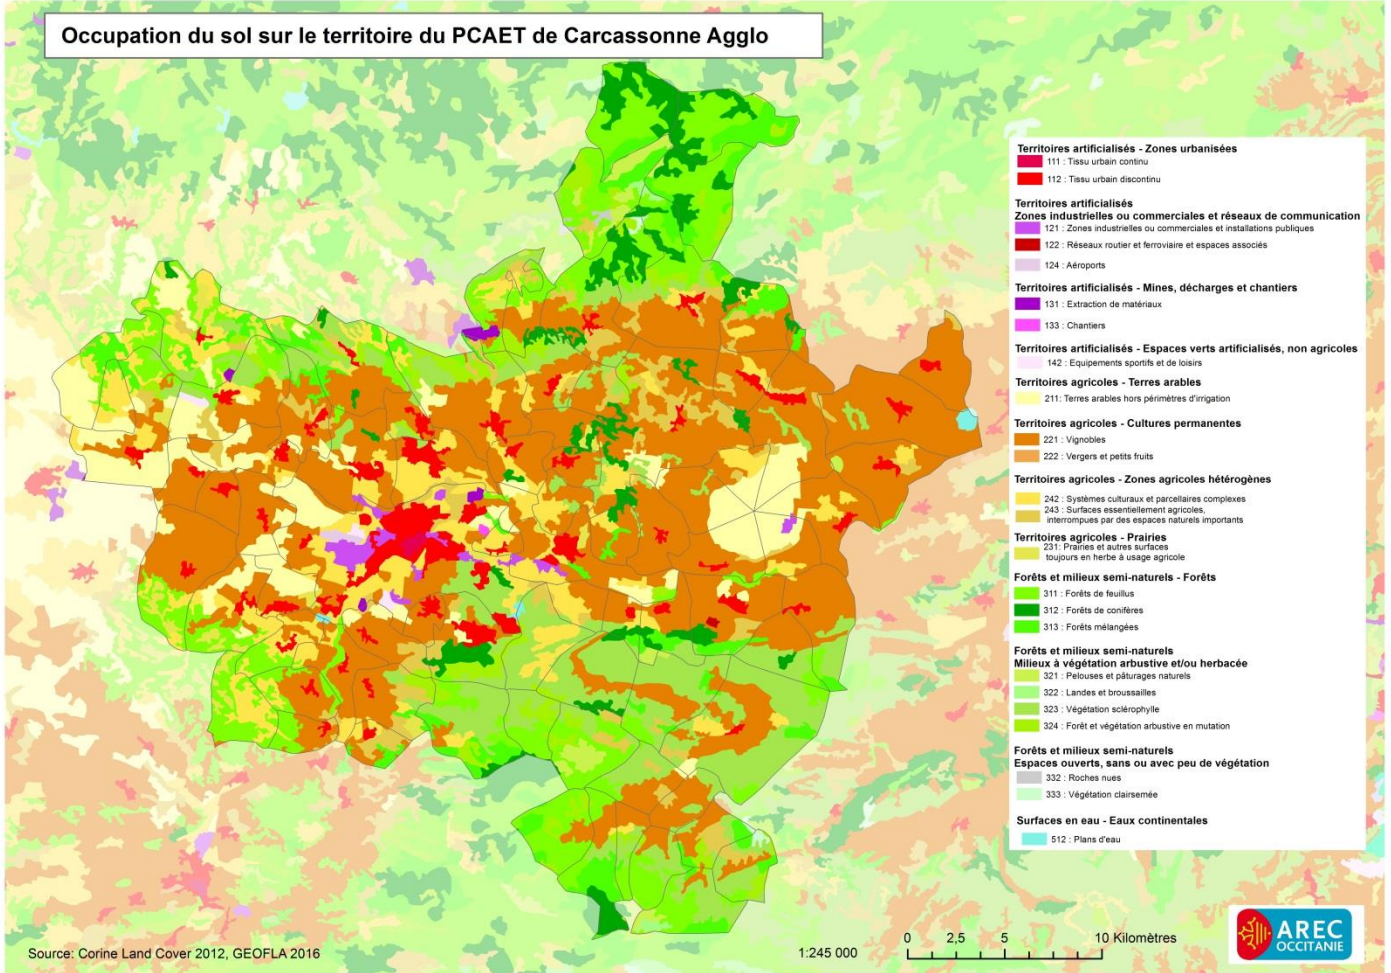 Occupation du sol sur le territoire du PCAET de Carcassonne Agglo
Territoires artificialisés - Zones urbanisées
111 : Tissu urbain continu
112 : Tissu urbain discontinu
Territoires artificialisés
Zones industrielles ou commerciales et réseaux de communication
121 : Zones industrielles ou commerciales et installations publiques
122 : Réseaux routier et ferroviaire et espaces associés
124 : Aéroports
Territoires artificialisés - Mines, décharges et chantiers
131 : Extraction de matériaux
133 : Chantiers
Territoires artificialisés - Espaces verts artificialisés, non agricoles
142 : Equipements sportifs et de loisirs
Territoires agricoles - Terres arables
211: Terres arables hors périmètres d'irrigation
Territoires agricoles - Cultures permanentes
221 : Vignobles
222 : Vergers et petits fruits
Territoires agricoles - Zones agricoles hétérogènes
242 : Systèmes culturaux et parcellaires complexes
243 : Surfaces essentiellement agricoles,
interrompues par des espaces naturels importants
Territoires agricoles - Prairies
231: Prairies et autres surfaces
toujours en herbe à usage agricole
Forêts et milieux semi-naturels - Forêts
311 : Forêts de feuillus
312 : Forêts de conifères
313 : Forêts mélangées
Forêts et milieux semi-naturels
Milieux à végétation arbustive et/ou herbacée
321 : Pelouses et pâturages naturels
322 : Landes et broussailles
323 : Végétation sclérophylle
324 : Forêt et végétation arbustive en mutation
Forêts et milieux semi-naturels
Espaces ouverts, sans ou avec peu de végétation
332 : Roches nues
333 : Végétation clairsemée
Surfaces en eau - Eaux continentales
512 : Plans d'eau
Source: Corine Land Cover 2012, GEOFLA 2016
1:245 000
0 2,5 5 10 Kilomètres
AREC
OCCITANIE